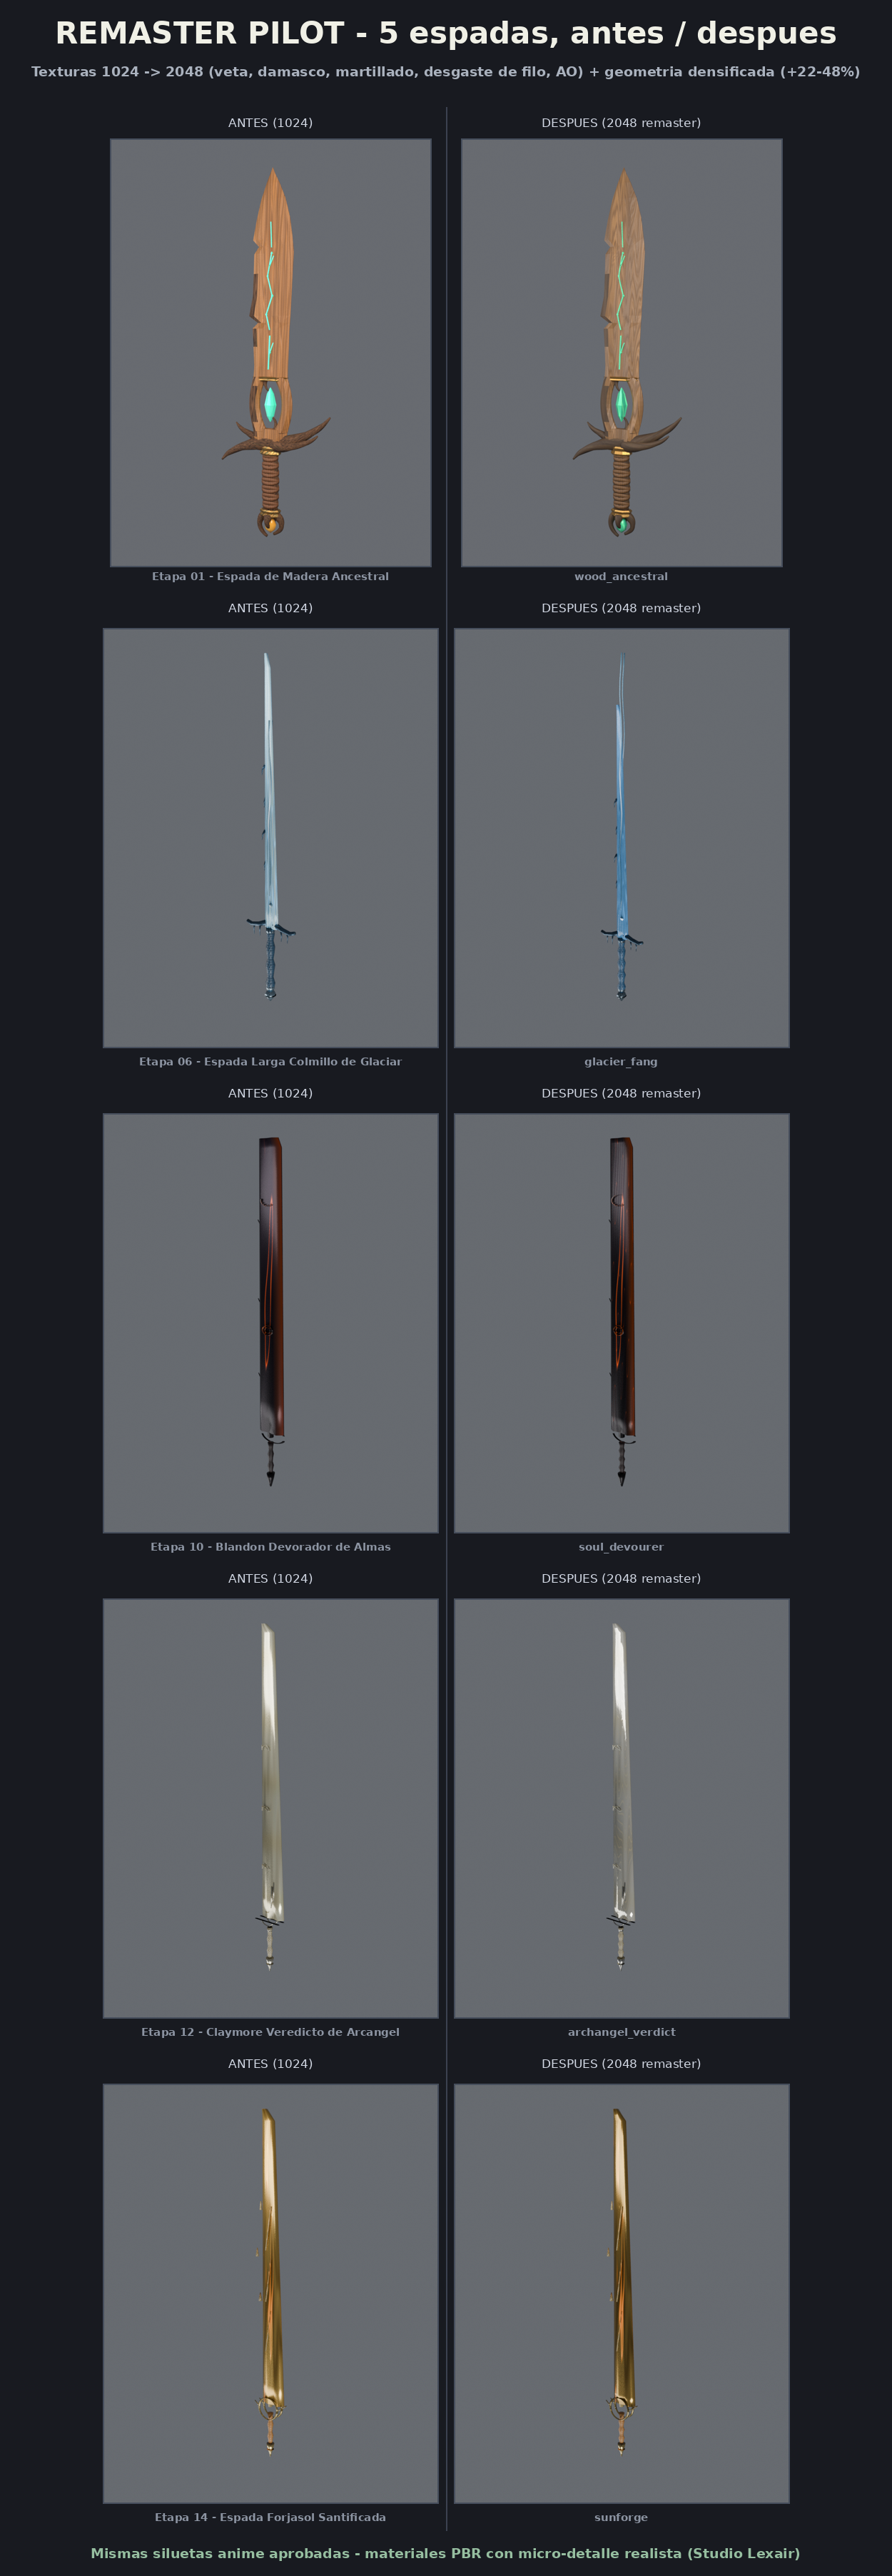 REMASTER PILOT - 5 espadas, antes / despues
Texturas 1024 -> 2048 (veta, damasco, martillado, desgaste de filo, AO) + geometria densificada (+22-48%)
ANTES (1024)
DESPUES (2048 remaster)
Etapa 01 - Espada de Madera Ancestral
wood_ancestral
ANTES (1024)
DESPUES (2048 remaster)
Etapa 06 - Espada Larga Colmillo de Glaciar
glacier_fang
ANTES (1024)
DESPUES (2048 remaster)
Etapa 10 - Blandon Devorador de Almas
soul_devourer
ANTES (1024)
DESPUES (2048 remaster)
Etapa 12 - Claymore Veredicto de Arcangel
archangel_verdict
ANTES (1024)
DESPUES (2048 remaster)
Etapa 14 - Espada Forjasol Santificada
sunforge
Mismas siluetas anime aprobadas - materiales PBR con micro-detalle realista (Studio Lexair)